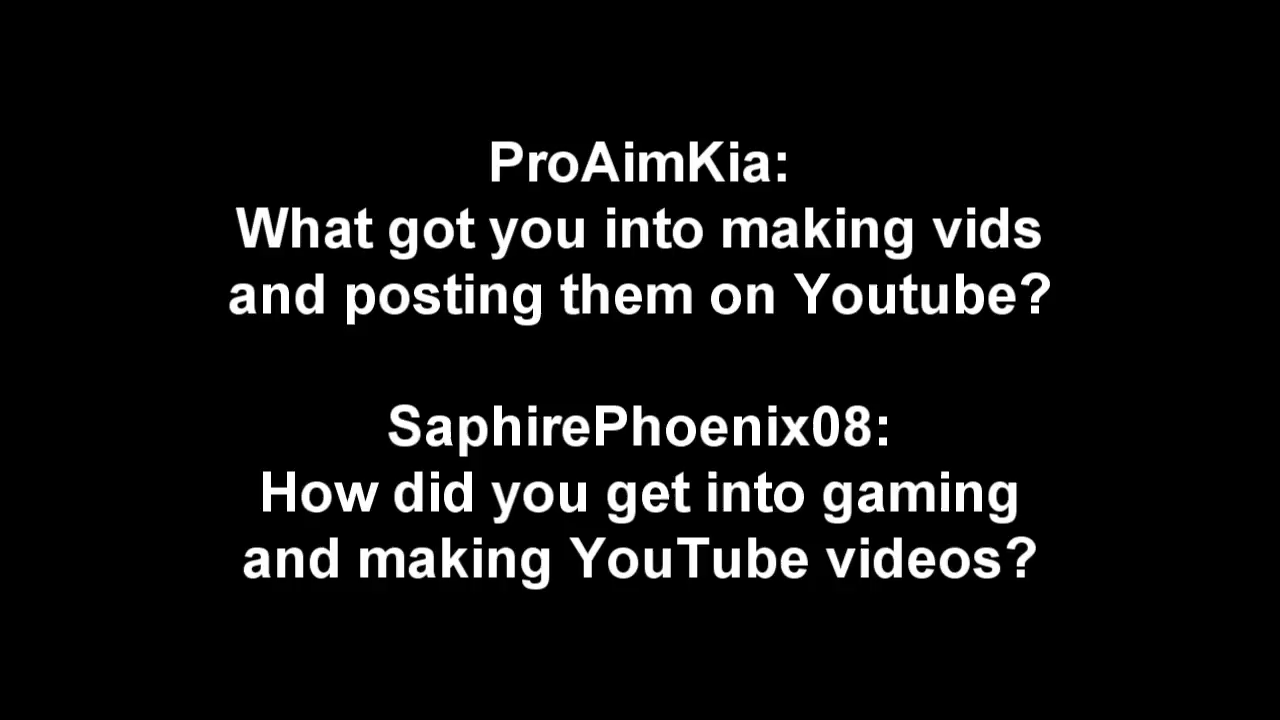 ProAimKia:
What got you into making vids
and posting them on Youtube?
SaphirePhoenix08:
How did you get into gaming
and making YouTube videos?